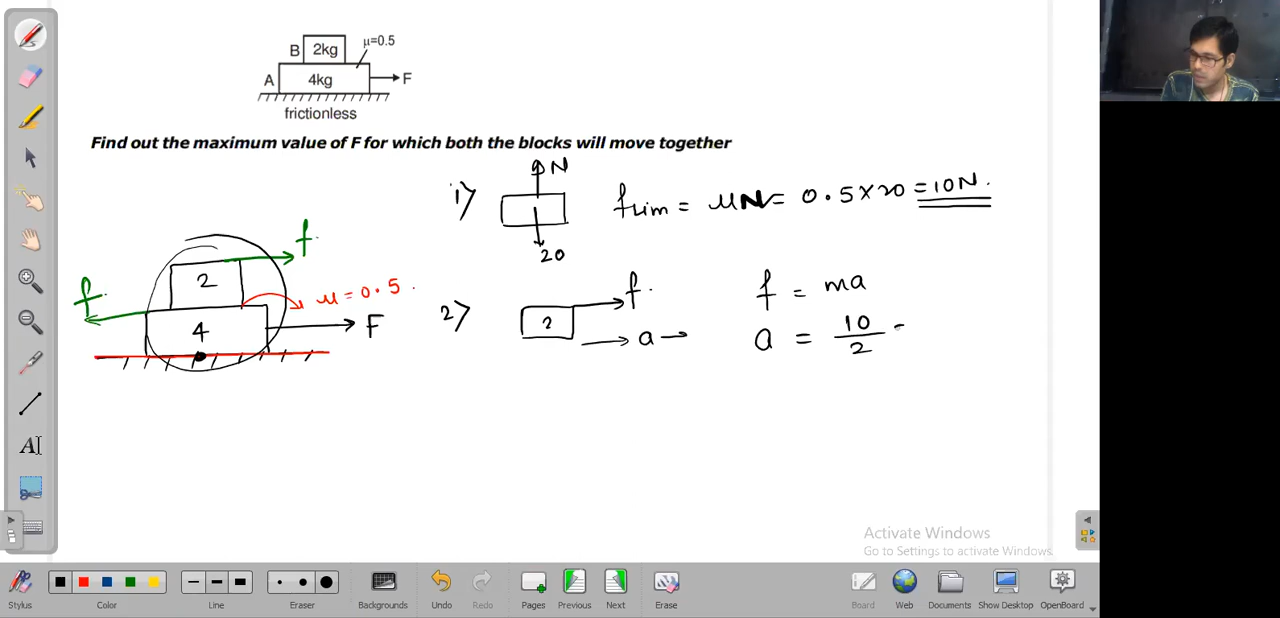 B 2kg μ=0.5
A 4kg F
frictionless
Find out the maximum value of F for which both the blocks will move together
1) N
20
f lim = μN = 0.5 × 20 = 10N.
f.
2
f
μ = 0.5.
4
F
2) 2 f.
a
f = ma
a = 10/2 =
Activate Windows
Go to Settings to activate Windows.
Stylus Color Line Eraser Backgrounds Undo Redo Pages Previous Next Erase Board Web Documents Show Desktop OpenBoard